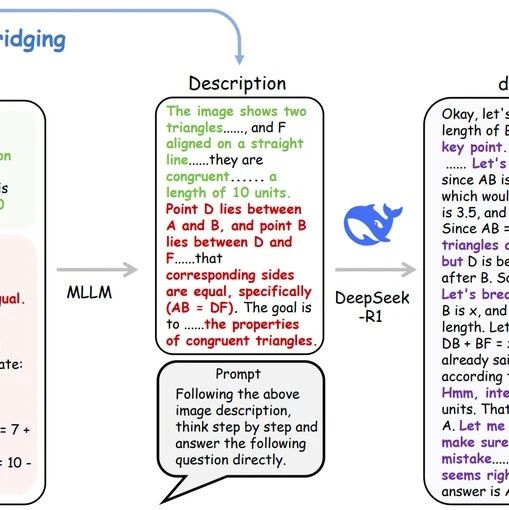 ridging
on
is
0
qual.
ate:
= 7 +
= 10 -
MLLM
Description
The image shows two
triangles......, and F
aligned on a straight
line......they are
congruent...... a
length of 10 units.
Point D lies between
A and B, and point B
lies between D and
F......that
corresponding sides
are equal, specifically
(AB = DF). The goal is
to ......the properties
of congruent triangles.
Prompt
Following the above
image description,
think step by step and
answer the following
question directly.
DeepSeek
-R1
d
Okay, let's
length of B
key point.
...... Let's
since AB is
which woul
is 3.5, and
Since AB =
triangles a
but D is be
after B. So
Let's brea
B is x, and
length. Let
DB + BF = x
already said
according t
Hmm, inte
units. That
A. Let me
make sure
mistake.....
seems righ
answer is A